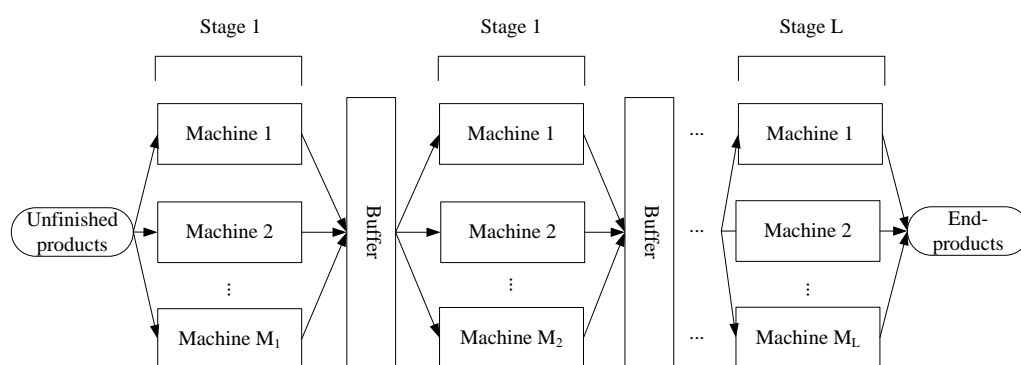 Stage 1
Stage 1
Stage L
Machine 1
Machine 1
...
Machine 1
Unfinished
products
Machine 2
Buffer
Machine 2
Buffer
...
Machine 2
End-
products
...
...
...
Machine M₁
Machine M₂
...
Machine M_L